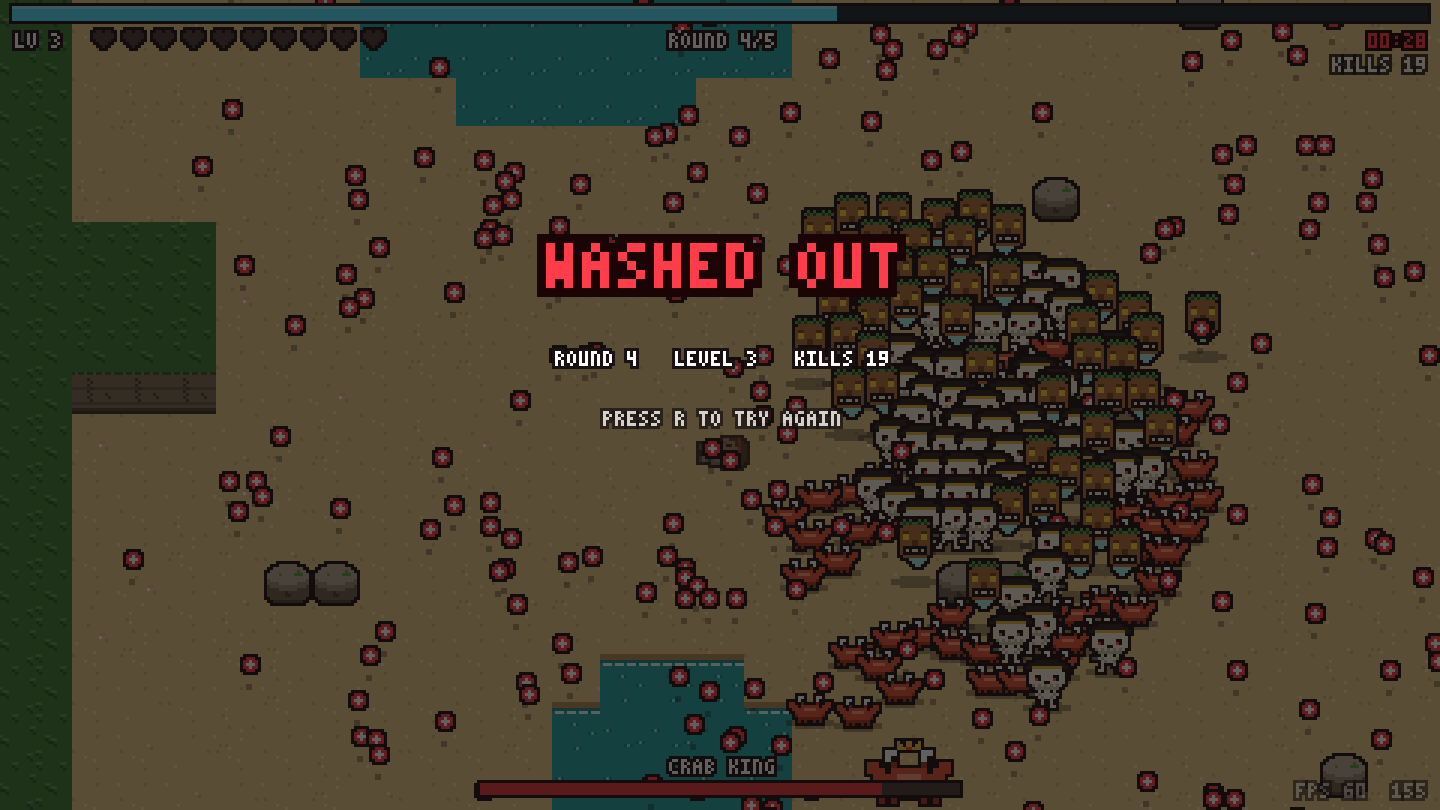 LV 3
ROUND 4/5
00:28
KILLS 19
WASHED OUT
ROUND 4 LEVEL 3 KILLS 19
PRESS R TO TRY AGAIN
CRAB KING
FPS 60 155